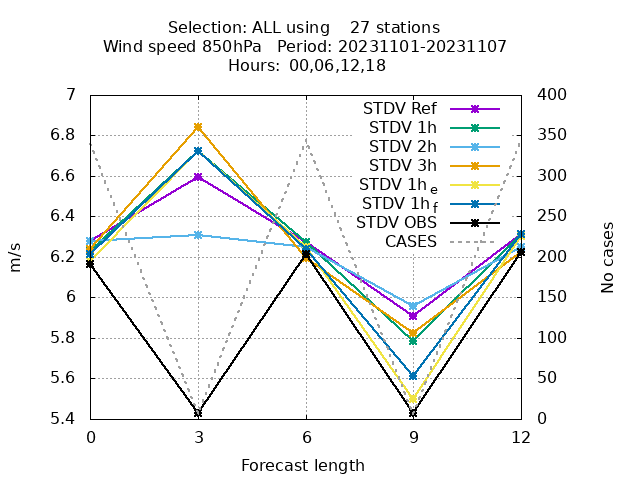 Selection: ALL using    27 stations
Wind speed 850hPa   Period: 20231101-20231107
Hours:  00,06,12,18
7
6.8
6.6
6.4
6.2
6
5.8
5.6
5.4
m/s
400
350
300
250
200
150
100
50
0
No cases
STDV Ref
STDV 1h
STDV 2h
STDV 3h
STDV 1h e
STDV 1h f
STDV OBS
CASES
0 3 6 9 12
Forecast length